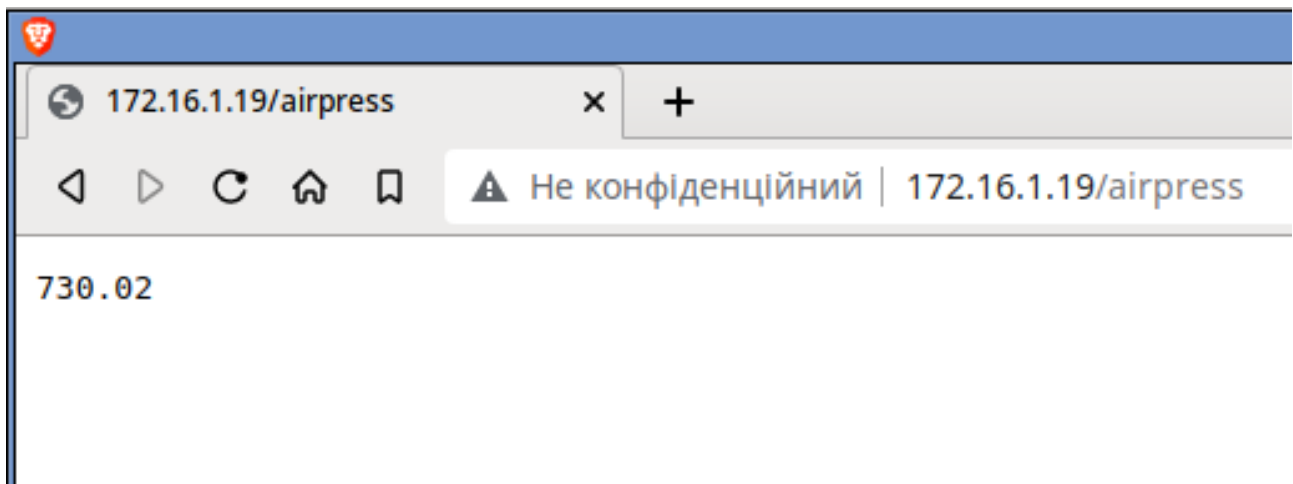 172.16.1.19/airpress
Не конфіденційний 172.16.1.19/airpress
730.02